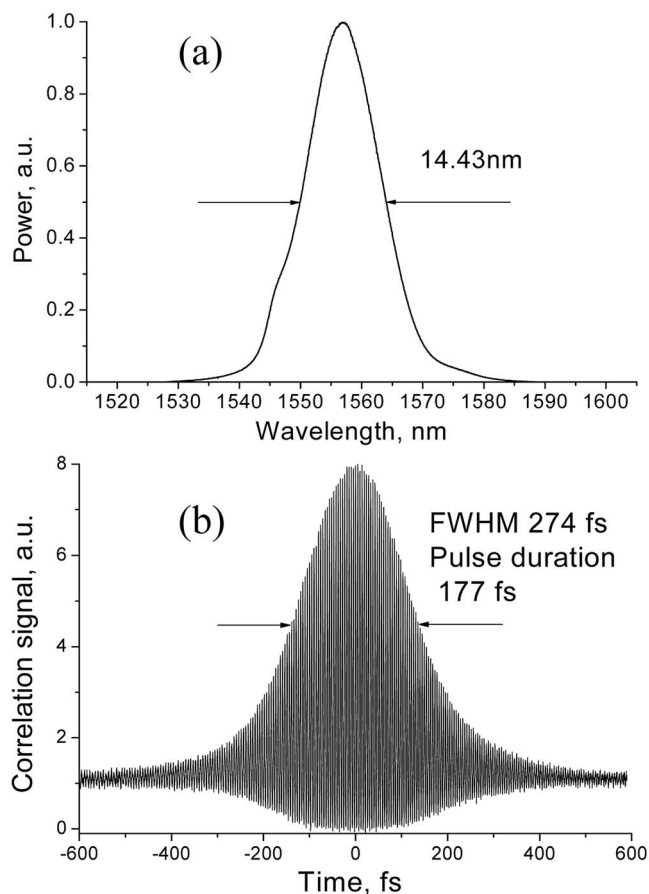 (a)
1.0
0.8
0.6
0.4
0.2
0.0
Power, a.u.
14.43nm
1520 1530 1540 1550 1560 1570 1580 1590 1600
Wavelength, nm
(b)
8
6
4
2
0
Correlation signal, a.u.
FWHM 274 fs
Pulse duration
177 fs
-600 -400 -200 0 200 400 600
Time, fs